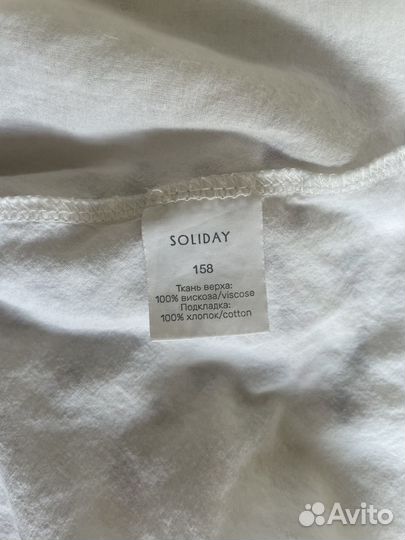 SOLIDAY
158
Ткань верха:
100% вискоза/viscose
Подкладка:
100% хлопок/cotton
Avito